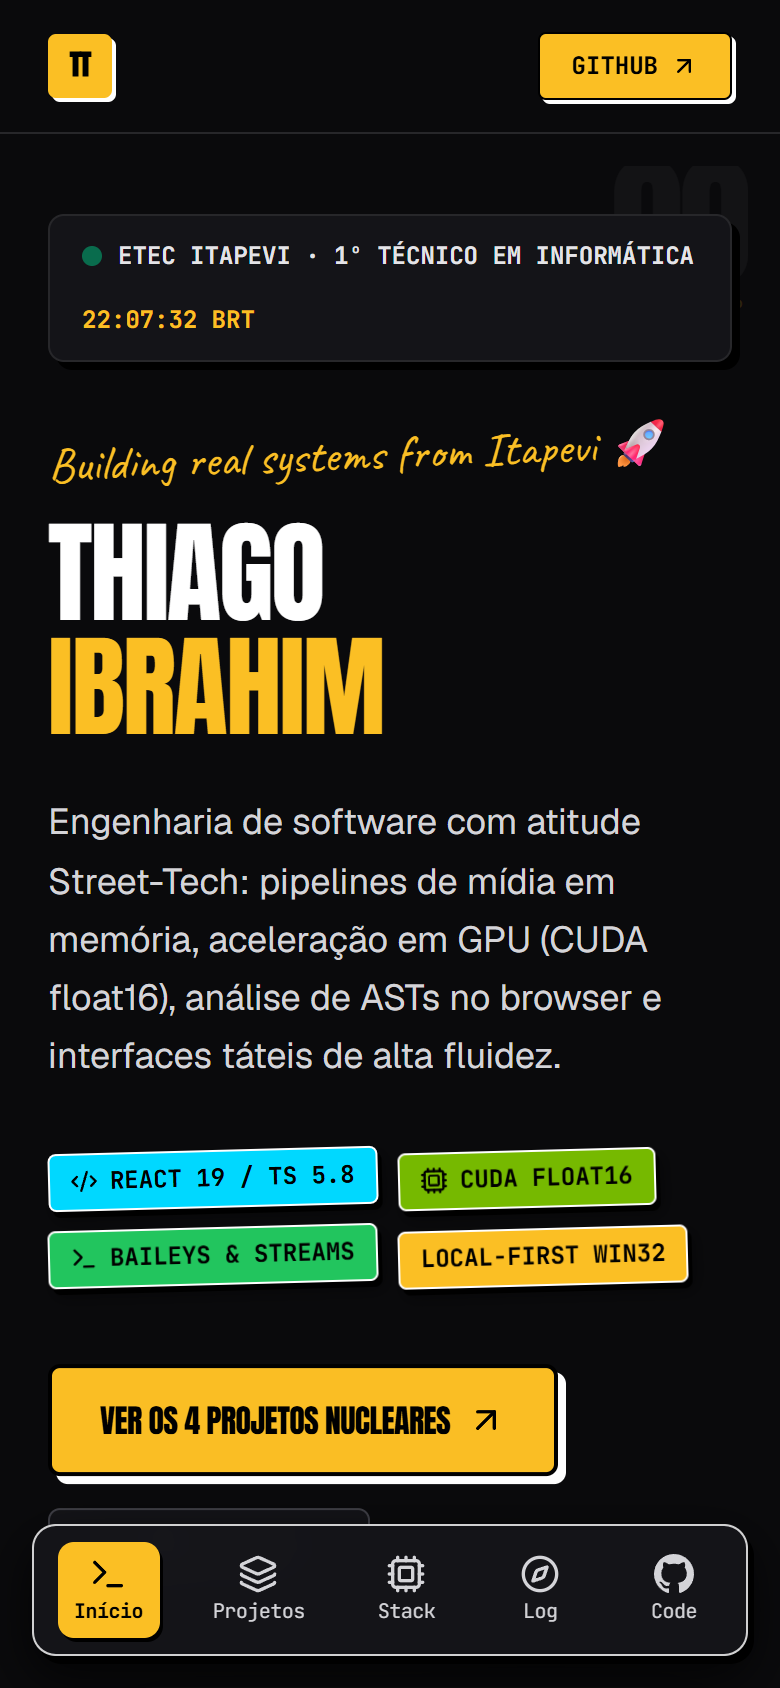 π
GITHUB
ETEC ITAPEVI · 1º TÉCNICO EM INFORMÁTICA
22:07:32 BRT
Building real systems from Itapevi 🚀
THIAGO
IBRAHIM
Engenharia de software com atitude
Street-Tech: pipelines de mídia em
memória, aceleração em GPU (CUDA
float16), análise de ASTs no browser e
interfaces táteis de alta fluidez.
REACT 19 / TS 5.8
CUDA FLOAT16
BAILEYS & STREAMS
LOCAL-FIRST WIN32
VER OS 4 PROJETOS NUCLEARES
Início
Projetos
Stack
Log
Code